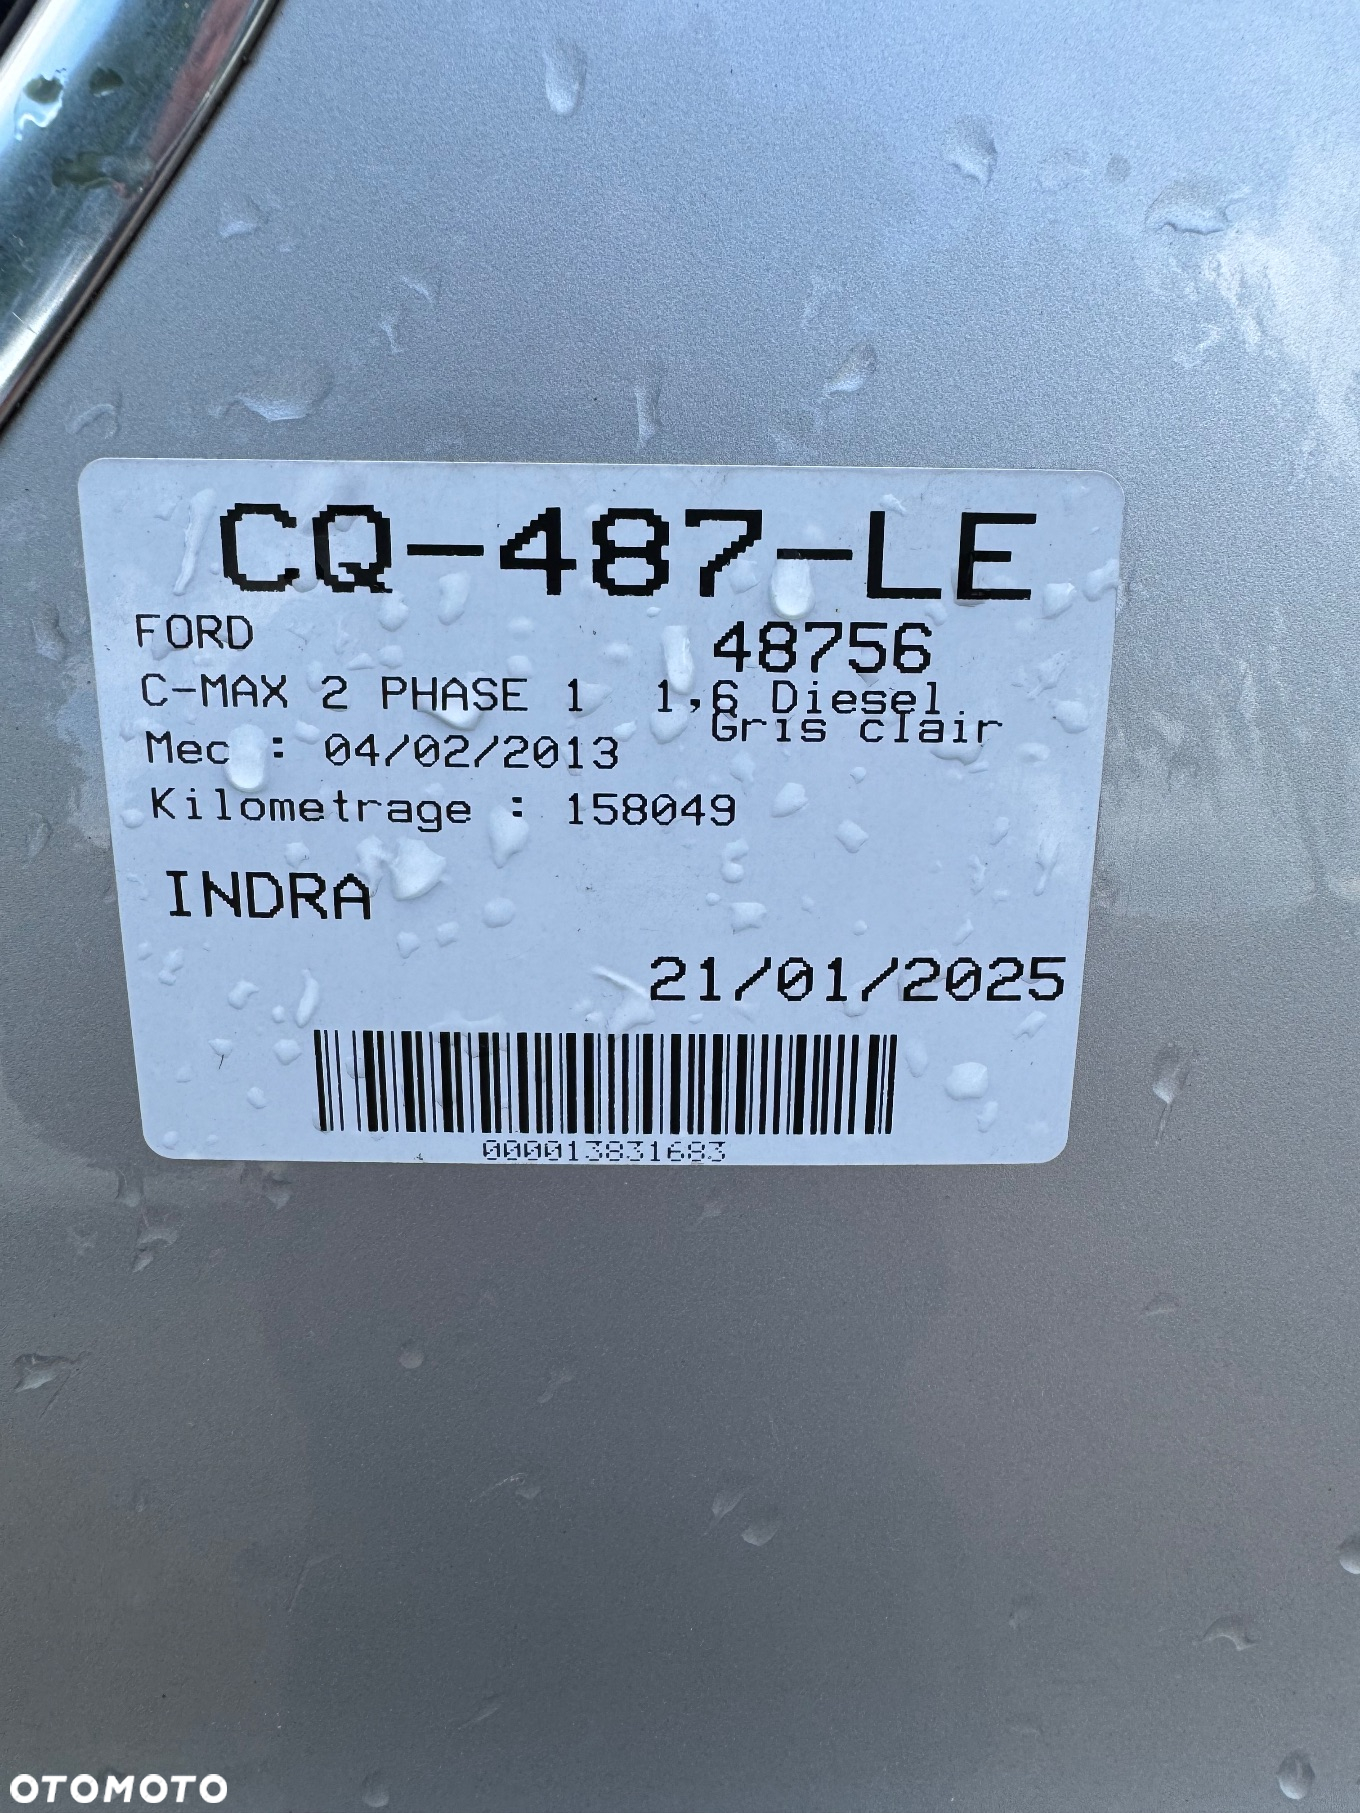 CQ-487-LE
FORD 48756
C-MAX 2 PHASE 1 1,6 Diesel
Gris clair
Mec : 04/02/2013
Kilometrage : 158049
INDRA
21/01/2025
000013831683
OTOMOTO